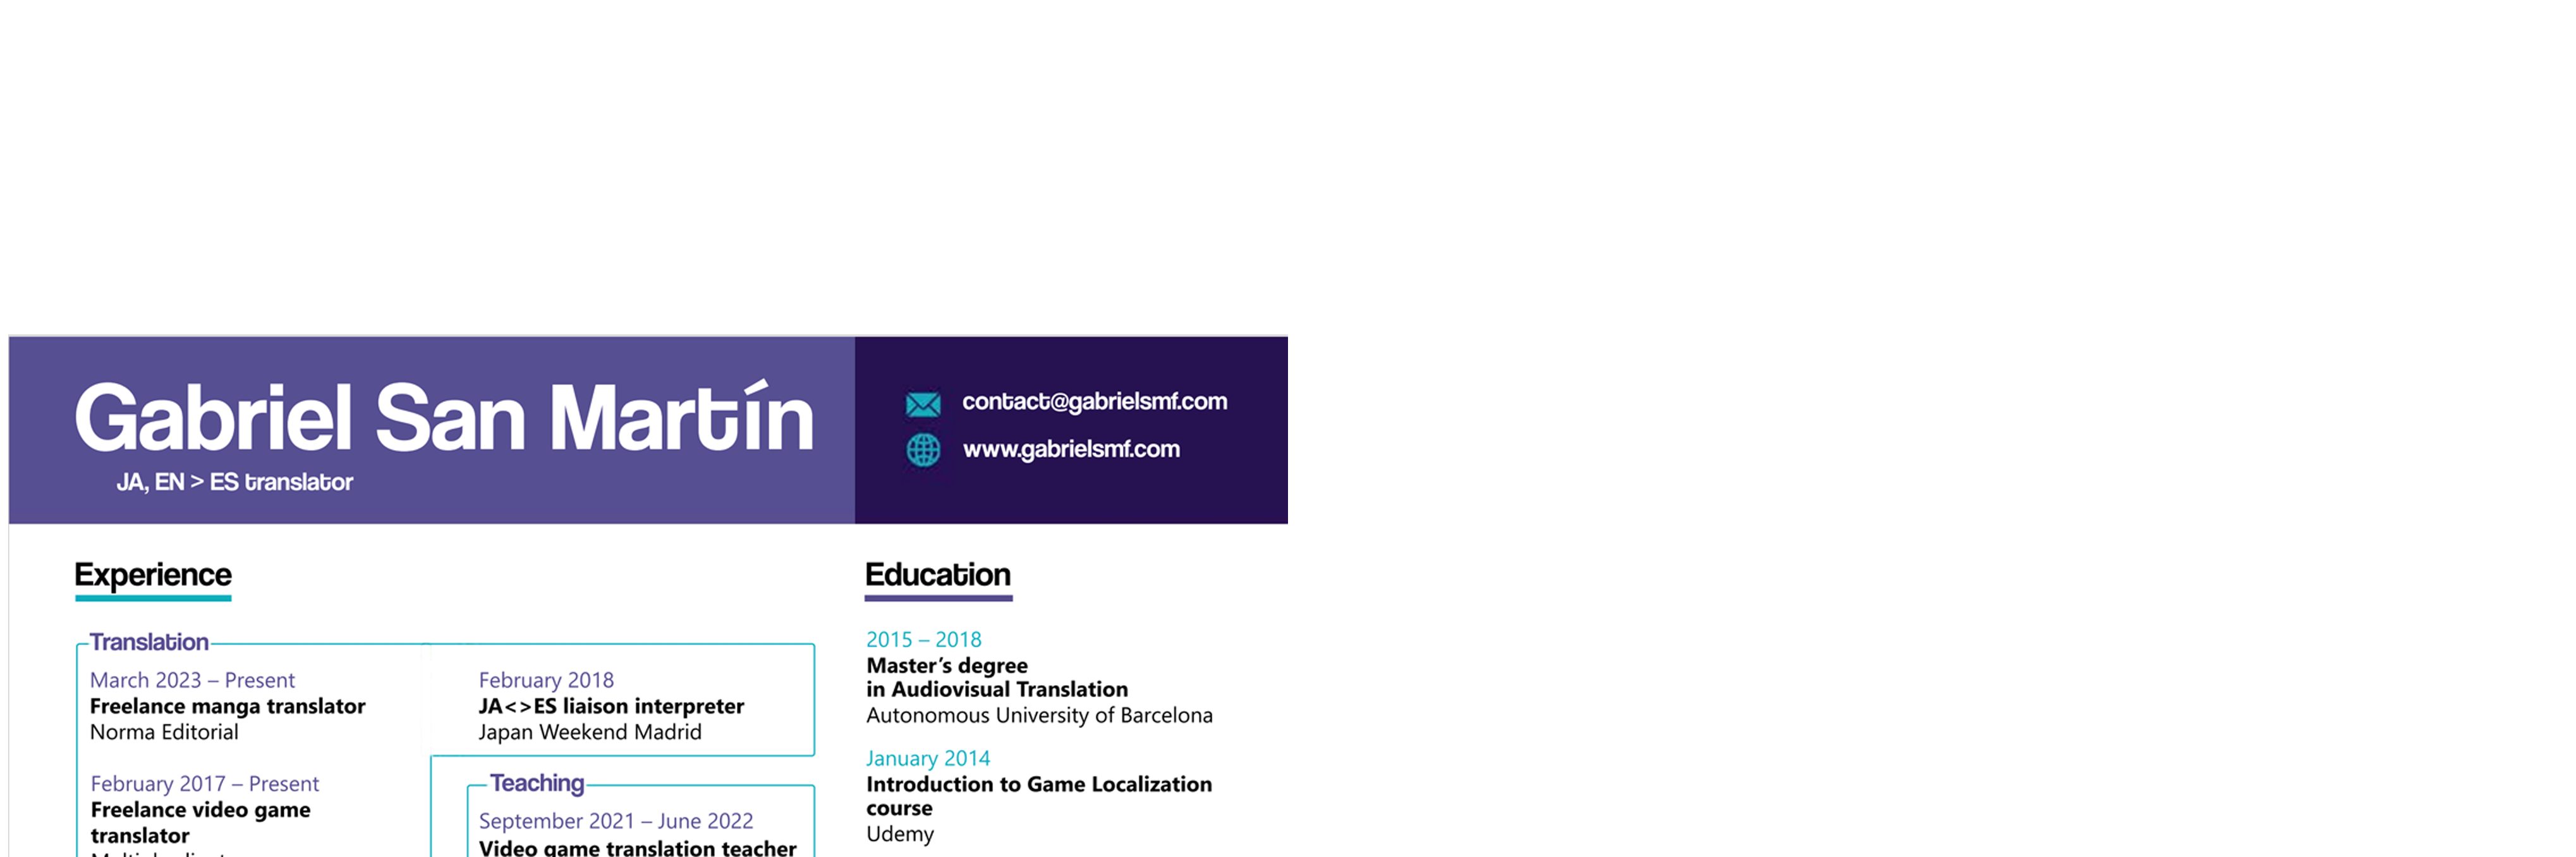 Gabriel San Martín
JA, EN > ES translator
contact@gabrielsmf.com
www.gabrielsmf.com
Experience
Translation
March 2023 – Present
Freelance manga translator
Norma Editorial
February 2017 – Present
Freelance video game
translator
February 2018
JA<>ES liaison interpreter
Japan Weekend Madrid
Teaching
September 2021 – June 2022
Video game translation teacher
Education
2015 – 2018
Master's degree
in Audiovisual Translation
Autonomous University of Barcelona
January 2014
Introduction to Game Localization
course
Udemy